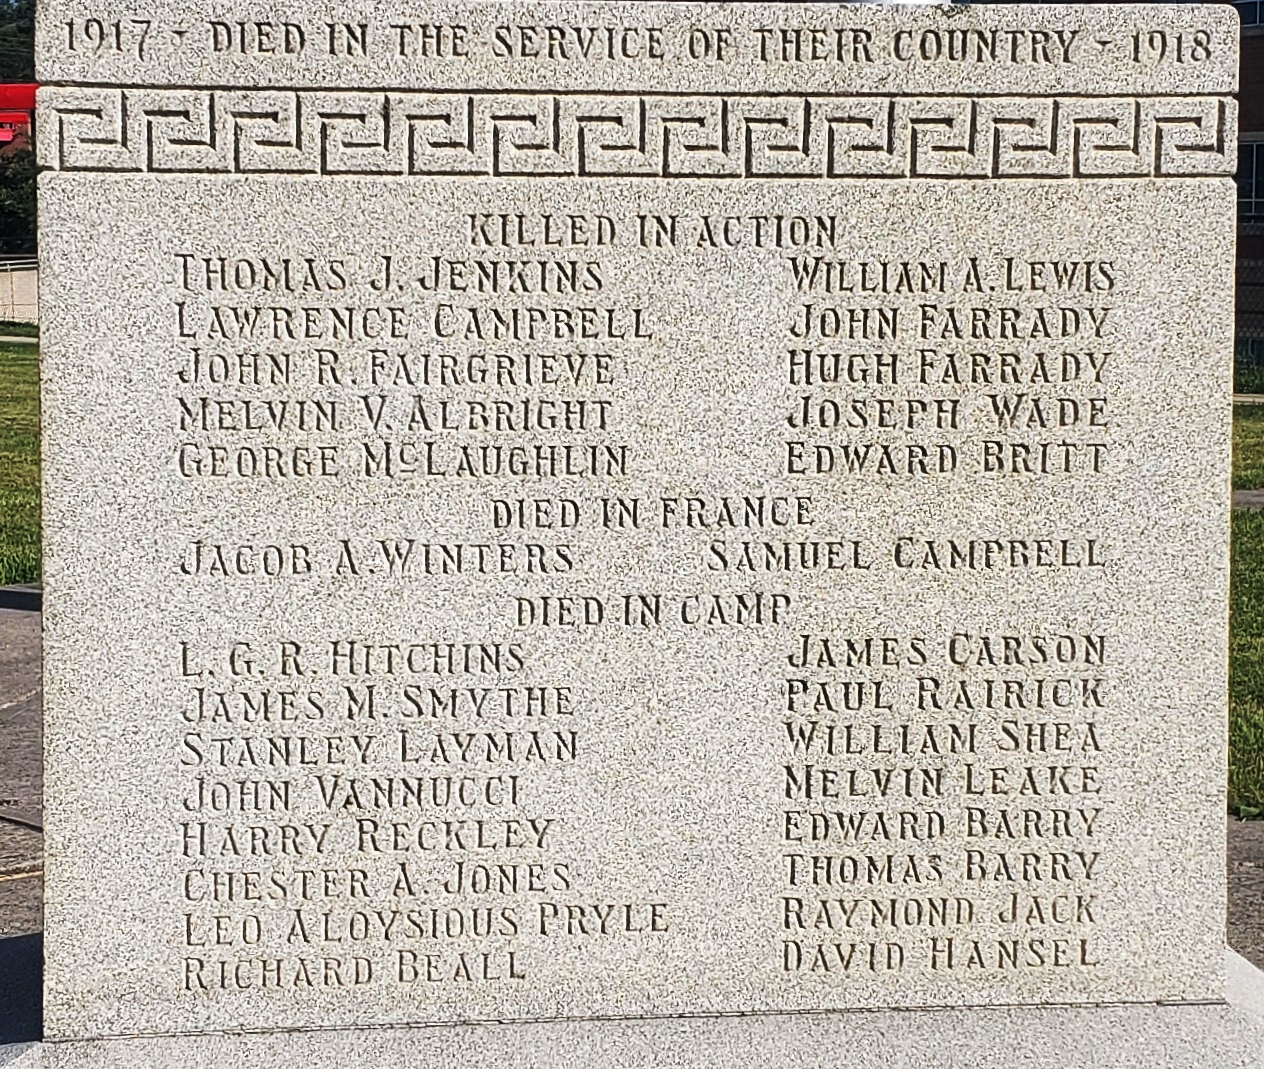 1917 - DIED IN THE SERVICE OF THEIR COUNTRY - 1918
KILLED IN ACTION
THOMAS J. JENKINS WILLIAM A. LEWIS
LAWRENCE CAMPBELL JOHN FARRADY
JOHN R. FAIRGRIEVE HUGH FARRADY
MELVIN V. ALBRIGHT JOSEPH WADE
GEORGE McLAUGHLIN EDWARD BRITT
DIED IN FRANCE
JACOB A. WINTERS SAMUEL CAMPBELL
DIED IN CAMP
L. G. R. HITCHINS JAMES CARSON
JAMES M. SMYTHE PAUL RAIRICK
STANLEY LAYMAN WILLIAM SHEA
JOHN VANNUCCI MELVIN LEAKE
HARRY RECKLEY EDWARD BARRY
CHESTER A. JONES THOMAS BARRY
LEO ALOYSIOUS PRYLE RAYMOND JACK
RICHARD BEALL DAVID HANSEL